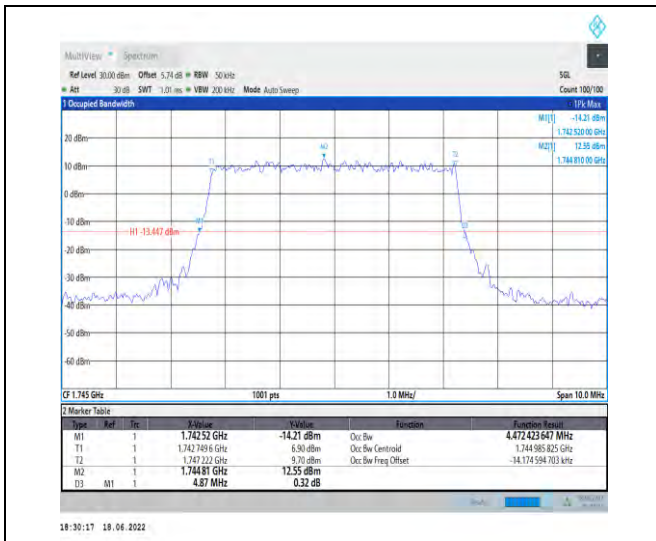 MultiView Spectrum
Ref Level 30.00 dBm Offset 5.74 dB RBW 50 kHz SGL
Att 30 dB SWT 1.01 ms VBW 200 kHz Mode Auto Sweep Count 100/100
1 Occupied Bandwidth 1Pk Max
M1[1] -14.21 dBm
1.742 520 00 GHz
20 dBm M2[1] 12.55 dBm
1.744 810 00 GHz
M2
T1 T2
10 dBm
0 dBm
-10 dBm
M1 D3
H1 -13.447 dBm
-20 dBm
-30 dBm
-40 dBm
-50 dBm
-60 dBm
CF 1.745 GHz 1001 pts 1.0 MHz/ Span 10.0 MHz
2 Marker Table
Type Ref Trc X-Value Y-Value Function Function Result
M1 1 1.742 52 GHz -14.21 dBm Occ Bw 4.472 423 647 MHz
T1 1 1.742 749 6 GHz 6.90 dBm Occ Bw Centroid 1.744 985 825 GHz
T2 1 1.747 222 GHz 9.70 dBm Occ Bw Freq Offset -14.174 594 703 kHz
M2 1 1.744 81 GHz 12.55 dBm
D3 M1 1 4.87 MHz 0.32 dB
18:30:17 18.06.2022